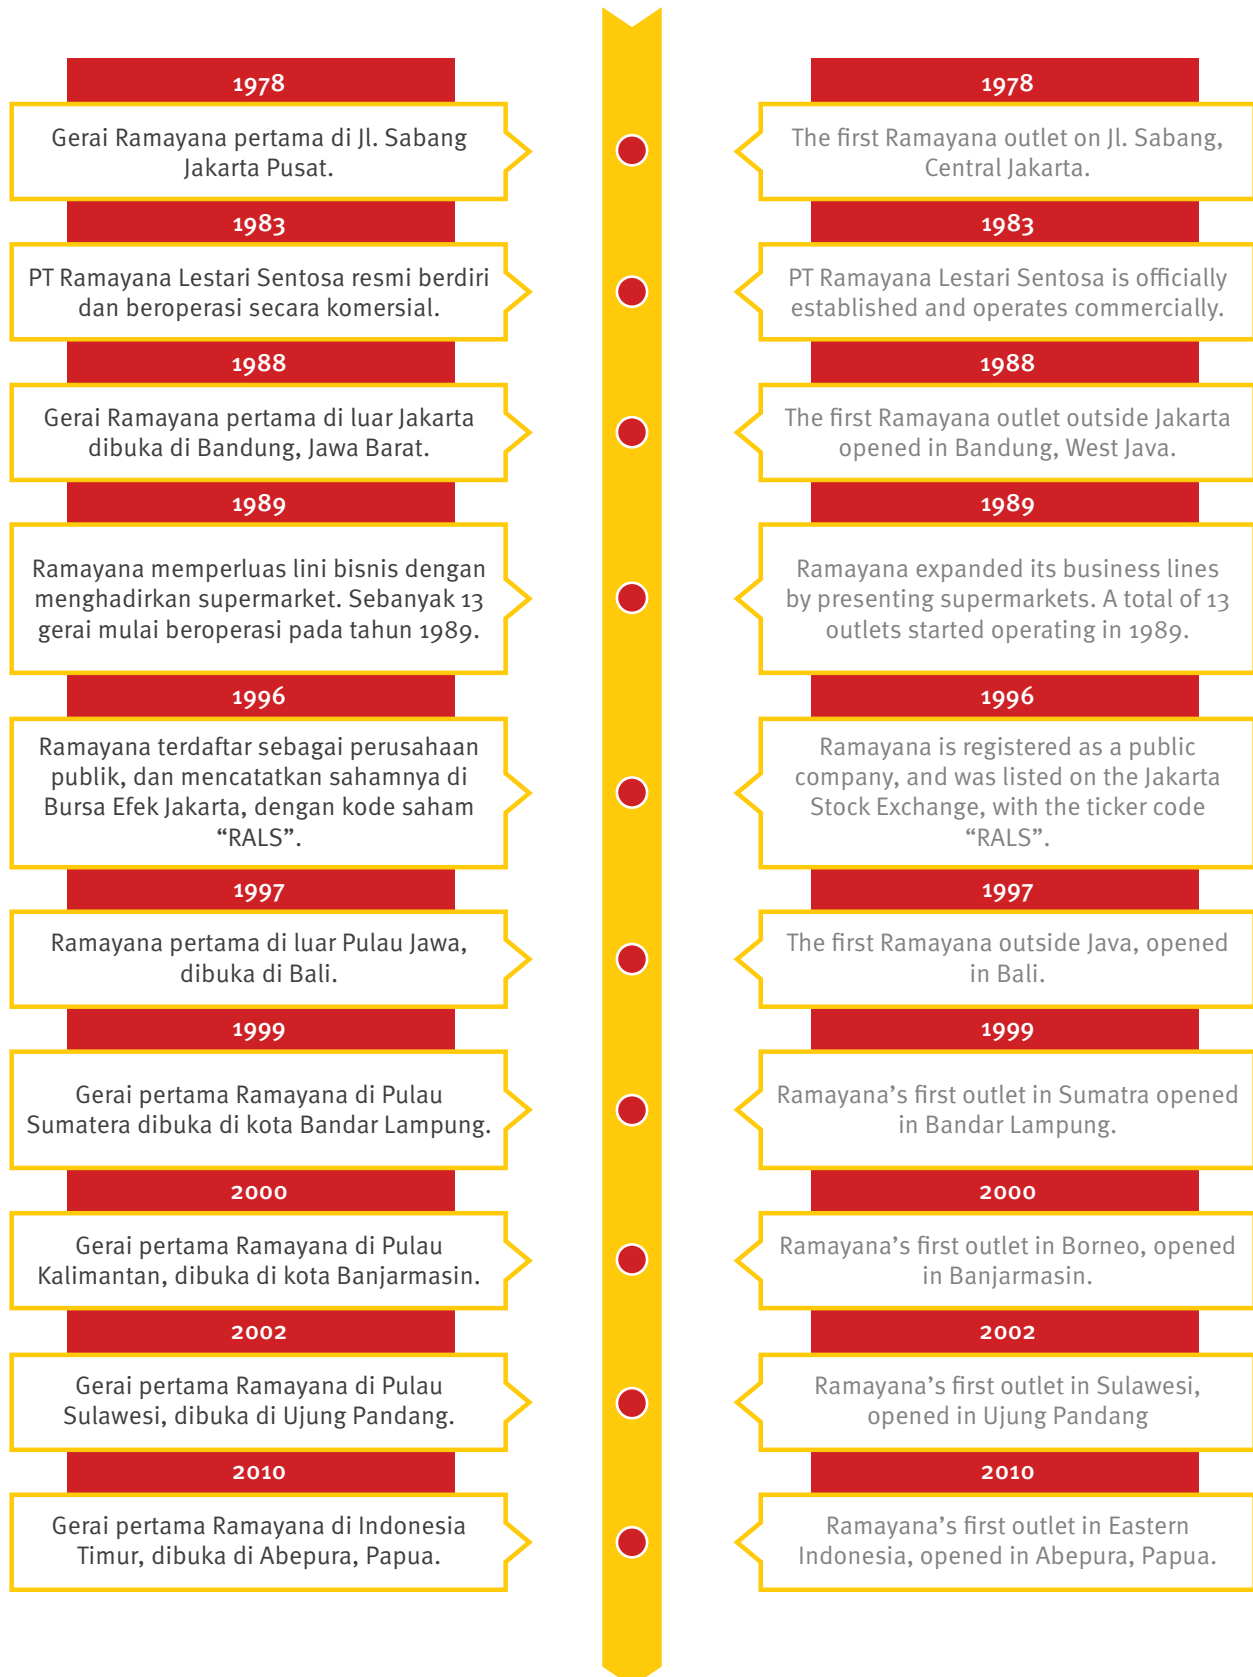 1978
Gerai Ramayana pertama di Jl. Sabang
Jakarta Pusat.
1983
PT Ramayana Lestari Sentosa resmi berdiri
dan beroperasi secara komersial.
1988
Gerai Ramayana pertama di luar Jakarta
dibuka di Bandung, Jawa Barat.
1989
Ramayana memperluas lini bisnis dengan
menghadirkan supermarket. Sebanyak 13
gerai mulai beroperasi pada tahun 1989.
1996
Ramayana terdaftar sebagai perusahaan
publik, dan mencatatkan sahamnya di
Bursa Efek Jakarta, dengan kode saham
“RALS”.
1997
Ramayana pertama di luar Pulau Jawa,
dibuka di Bali.
1999
Gerai pertama Ramayana di Pulau
Sumatera dibuka di kota Bandar Lampung.
2000
Gerai pertama Ramayana di Pulau
Kalimantan, dibuka di kota Banjarmasin.
2002
Gerai pertama Ramayana di Pulau
Sulawesi, dibuka di Ujung Pandang.
2010
Gerai pertama Ramayana di Indonesia
Timur, dibuka di Abepura, Papua.
1978
The first Ramayana outlet on Jl. Sabang,
Central Jakarta.
1983
PT Ramayana Lestari Sentosa is officially
established and operates commercially.
1988
The first Ramayana outlet outside Jakarta
opened in Bandung, West Java.
1989
Ramayana expanded its business lines
by presenting supermarkets. A total of 13
outlets started operating in 1989.
1996
Ramayana is registered as a public
company, and was listed on the Jakarta
Stock Exchange, with the ticker code
“RALS”.
1997
The first Ramayana outside Java, opened
in Bali.
1999
Ramayana’s first outlet in Sumatra opened
in Bandar Lampung.
2000
Ramayana’s first outlet in Borneo, opened
in Banjarmasin.
2002
Ramayana’s first outlet in Sulawesi,
opened in Ujung Pandang
2010
Ramayana’s first outlet in Eastern
Indonesia, opened in Abepura, Papua.